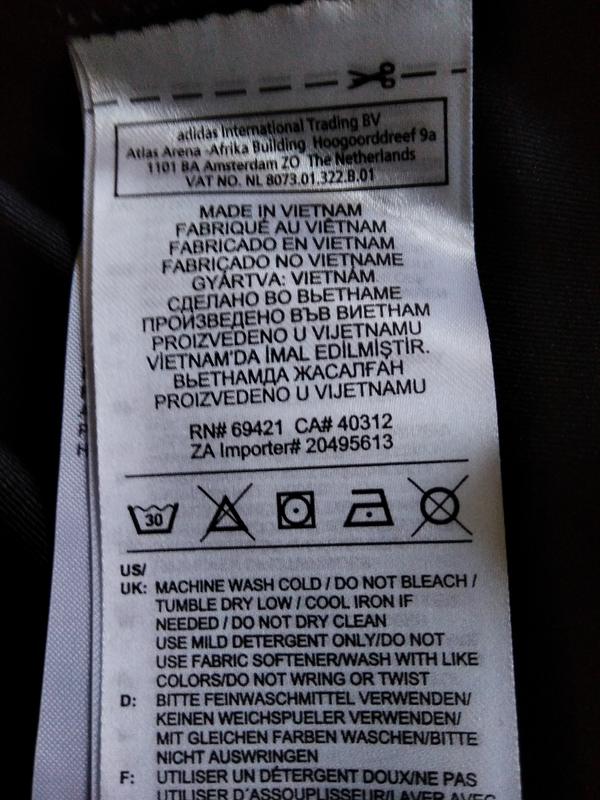 adidas International Trading BV
Atlas Arena -Afrika Building Hoogoorddreef 9a
1101 BA Amsterdam ZO The Netherlands
VAT NO. NL 8073.01.322.B.01
MADE IN VIETNAM
FABRIQUÉ AU VIÊTNAM
FABRICADO EN VIETNAM
FABRICADO NO VIETNAME
GYÁRTVA: VIETNÁM
СДЕЛАНО ВО ВЬЕТНАМЕ
ПРОИЗВЕДЕНО ВЪВ ВИЕТНАМ
PROIZVEDENO U VIJETNAMU
VİETNAM'DA İMAL EDİLMİŞTİR.
ВЬЕТНАМДА ЖАСАЛҒАН
PROIZVEDENO U VIJETNAMU
RN# 69421 CA# 40312
ZA Importer# 20495613
30
US/
UK: MACHINE WASH COLD / DO NOT BLEACH /
TUMBLE DRY LOW / COOL IRON IF
NEEDED / DO NOT DRY CLEAN
USE MILD DETERGENT ONLY/DO NOT
USE FABRIC SOFTENER/WASH WITH LIKE
COLORS/DO NOT WRING OR TWIST
D: BITTE FEINWASCHMITTEL VERWENDEN/
KEINEN WEICHSPUELER VERWENDEN/
MIT GLEICHEN FARBEN WASCHEN/BITTE
NICHT AUSWRINGEN
F: UTILISER UN DÉTERGENT DOUX/NE PAS
UTILISER D'ASSOUPLISSEUR/LAVER AVEC